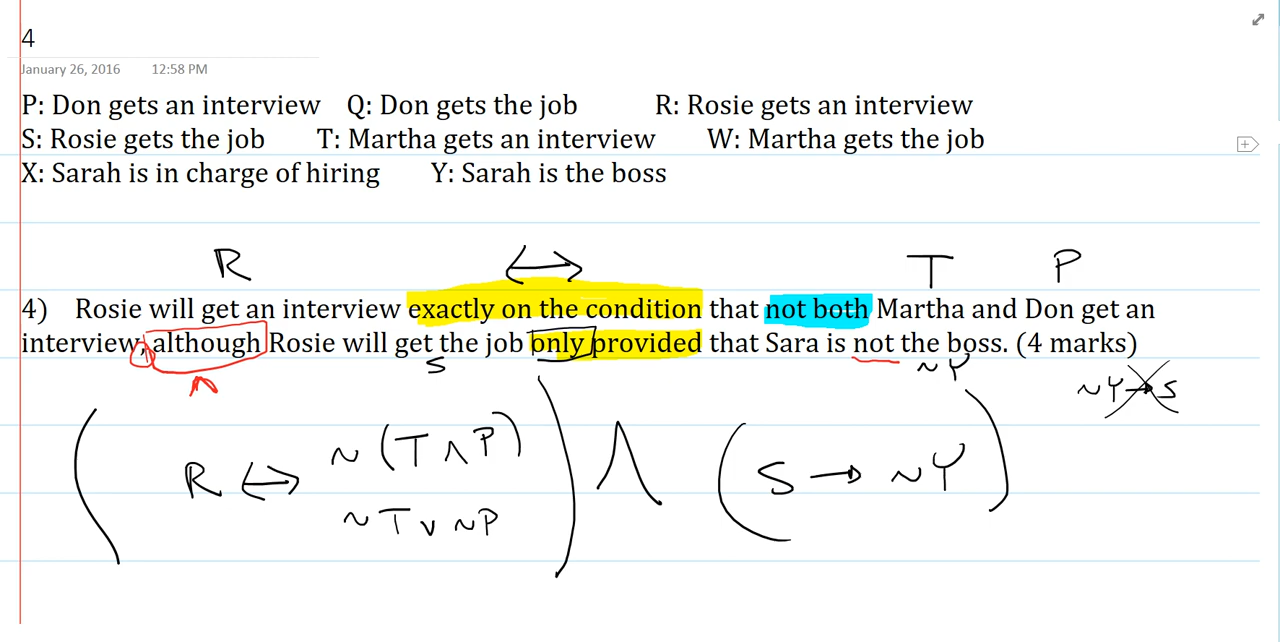 4
January 26, 2016 12:58 PM
P: Don gets an interview Q: Don gets the job R: Rosie gets an interview
S: Rosie gets the job T: Martha gets an interview W: Martha gets the job
X: Sarah is in charge of hiring Y: Sarah is the boss
R ↔ T P
4) Rosie will get an interview exactly on the condition that not both Martha and Don get an
interview, although Rosie will get the job only provided that Sara is not the boss. (4 marks)
∧ S ~Y
~Y → S
(R ↔ ~(T ∧ P)) ∧ (S → ~Y)
~T ∨ ~P